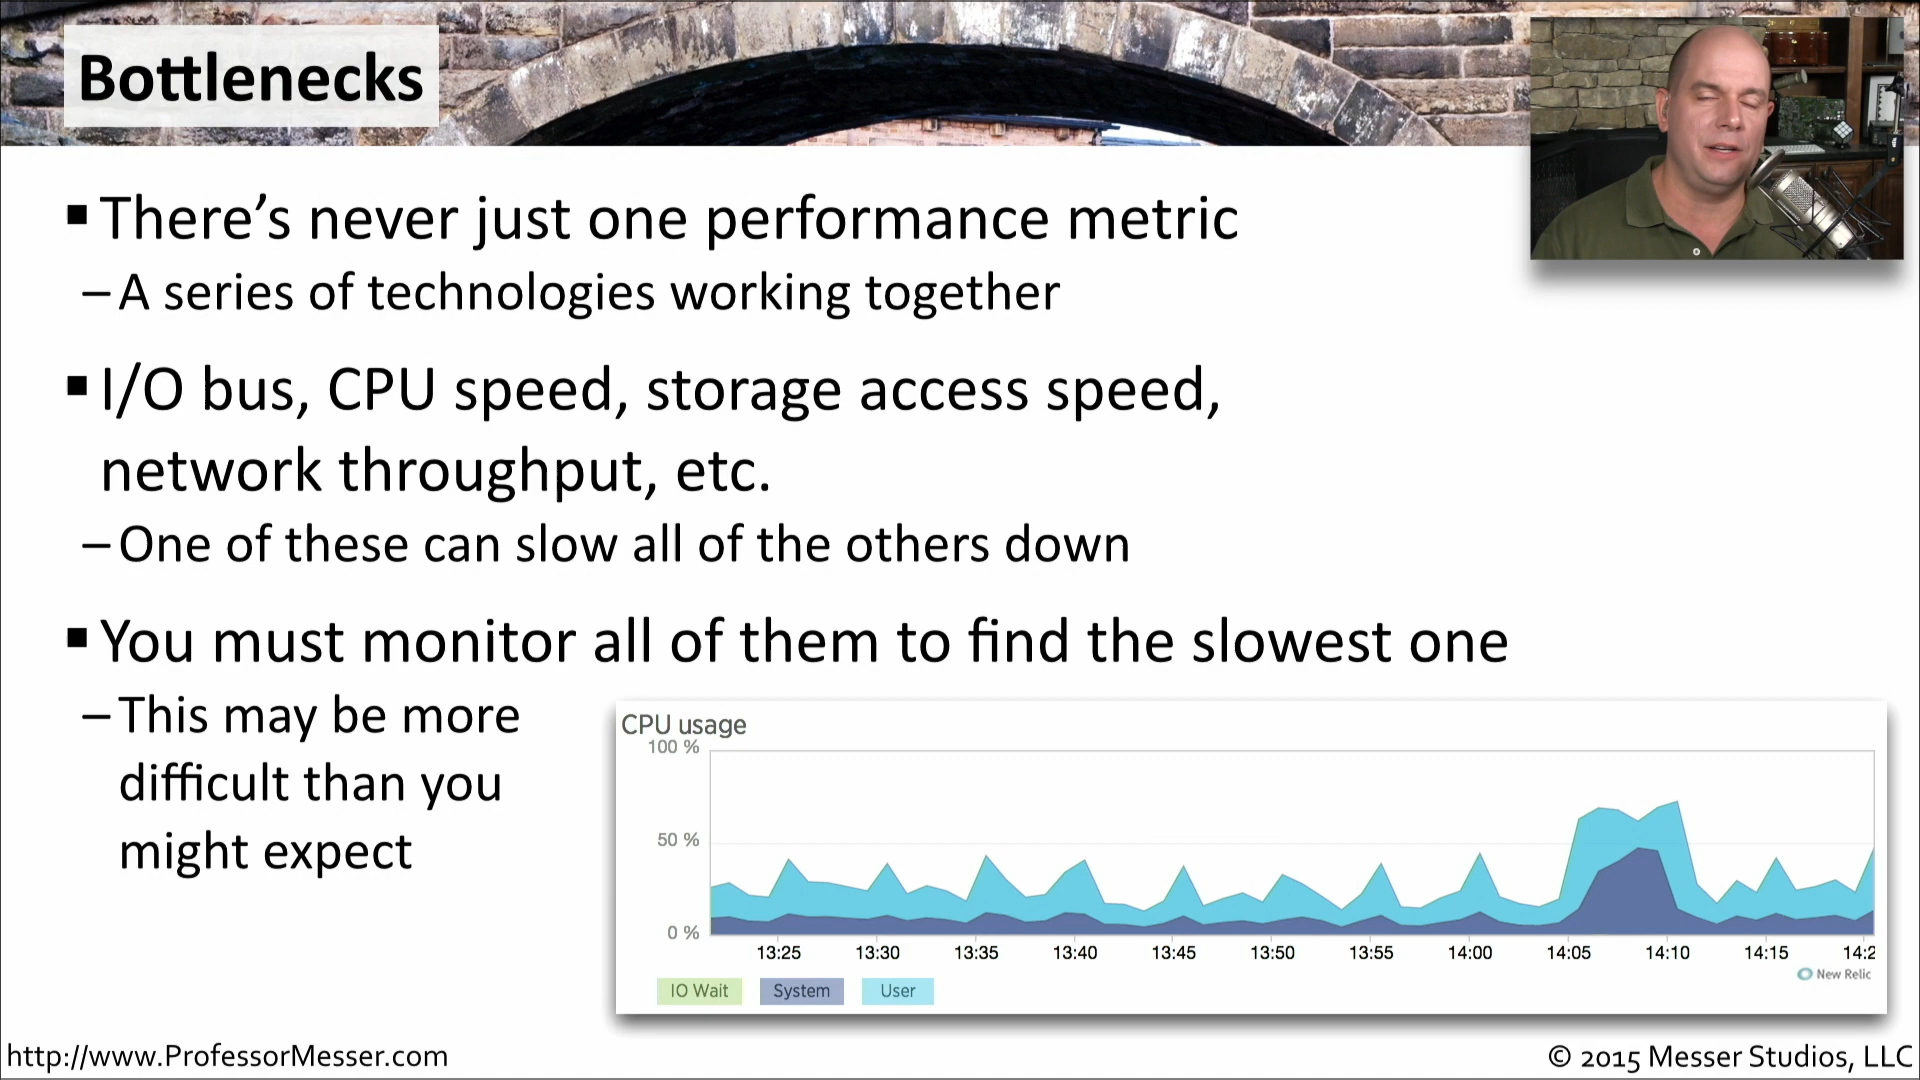 Bottlenecks
▪ There’s never just one performance metric
– A series of technologies working together
▪ I/O bus, CPU speed, storage access speed,
network throughput, etc.
– One of these can slow all of the others down
▪ You must monitor all of them to find the slowest one
– This may be more
difficult than you
might expect
CPU usage
100 %
50 %
0 %
13:25 13:30 13:35 13:40 13:45 13:50 13:55 14:00 14:05 14:10 14:15 14:2
New Relic
IO Wait System User
http://www.ProfessorMesser.com
© 2015 Messer Studios, LLC